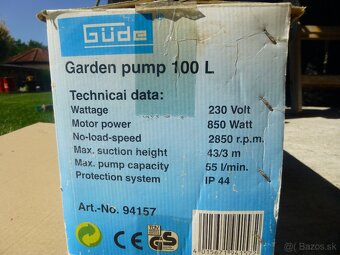 Güde
Garden pump 100 L
Technical data:
Wattage 230 Volt
Motor power 850 Watt
No-load-speed 2850 r.p.m.
Max. suction height 43/3 m
Max. pump capacity 55 l/min.
Protection system IP 44
Art.-No. 94157
CE GS
Bazos.sk